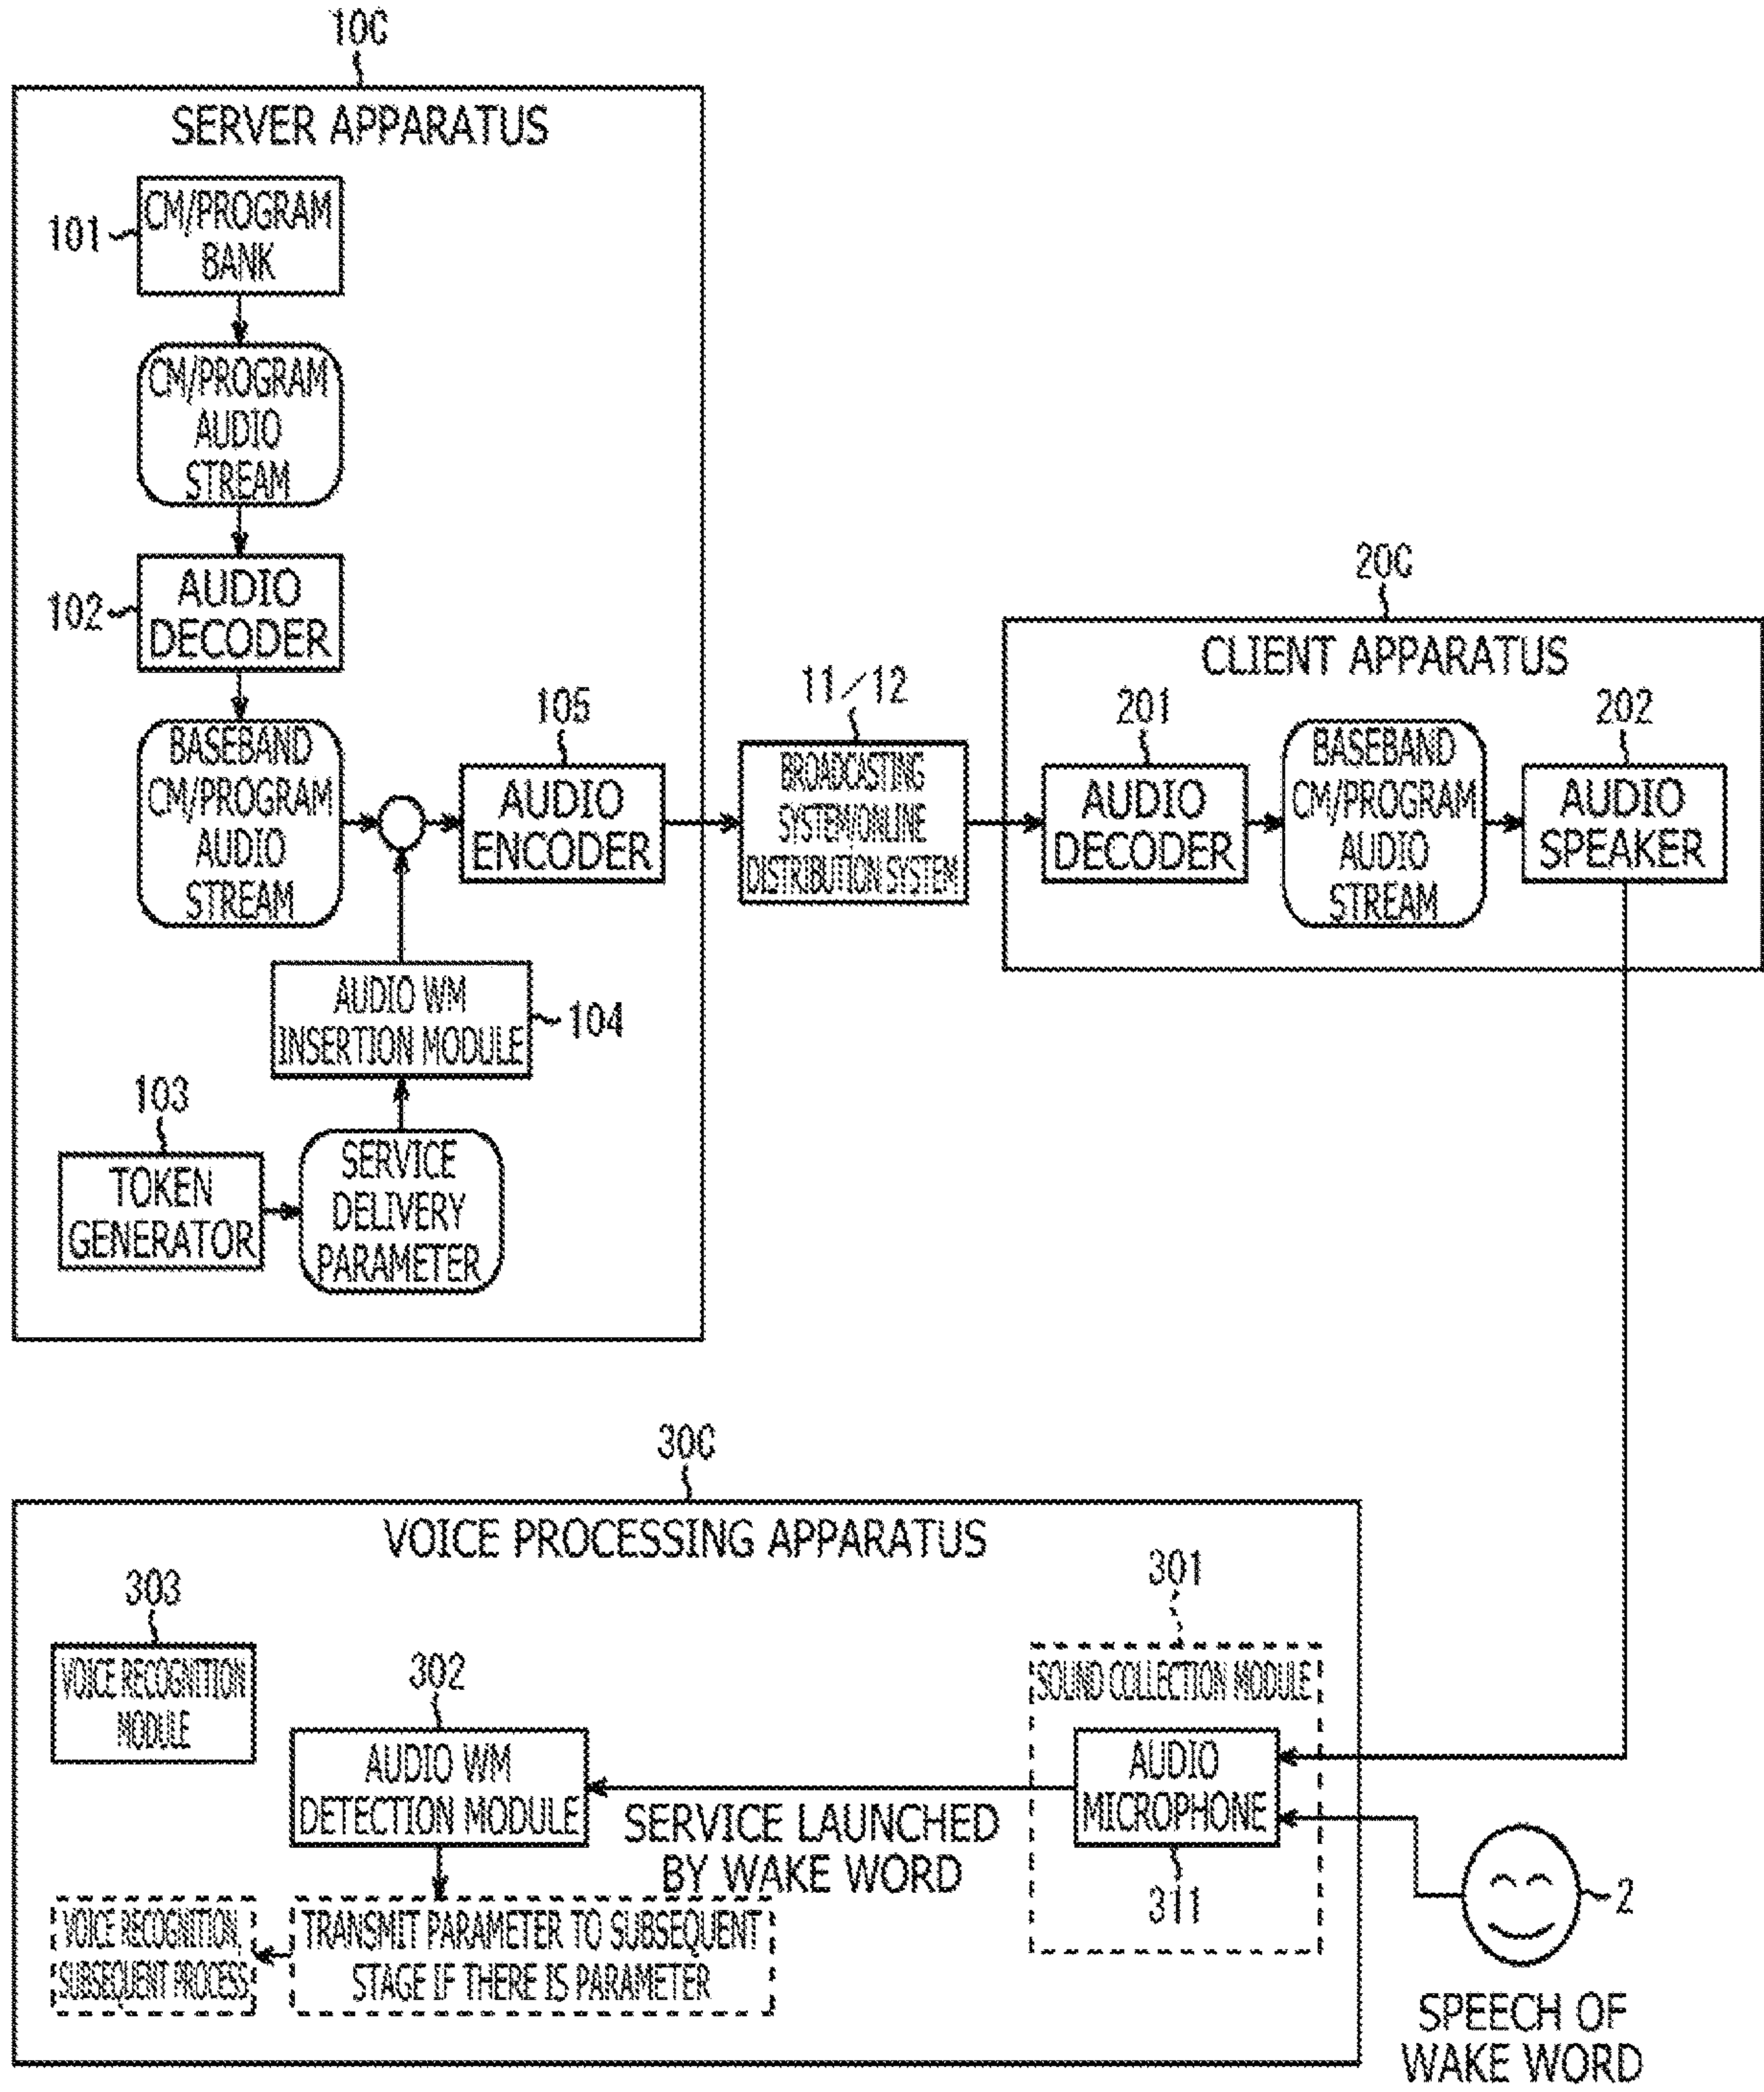 10C
SERVER APPARATUS
101
CM/PROGRAM
BANK
CM/PROGRAM
AUDIO
STREAM
102
AUDIO
DECODER
BASEBAND
CM/PROGRAM
AUDIO
STREAM
105
AUDIO
ENCODER
AUDIO WM
INSERTION MODULE
104
103
TOKEN
GENERATOR
SERVICE
DELIVERY
PARAMETER
11/12
BROADCASTING
SYSTEM/ONLINE
DISTRIBUTION SYSTEM
20C
CLIENT APPARATUS
201
AUDIO
DECODER
BASEBAND
CM/PROGRAM
AUDIO
STREAM
202
AUDIO
SPEAKER
30C
VOICE PROCESSING APPARATUS
303
VOICE RECOGNITION
MODULE
302
AUDIO WM
DETECTION MODULE
SERVICE LAUNCHED
BY WAKE WORD
301
SOUND COLLECTION MODULE
AUDIO
MICROPHONE
311
VOICE RECOGNITION,
SUBSEQUENT PROCESS
TRANSMIT PARAMETER TO SUBSEQUENT
STAGE IF THERE IS PARAMETER
2
SPEECH OF
WAKE WORD